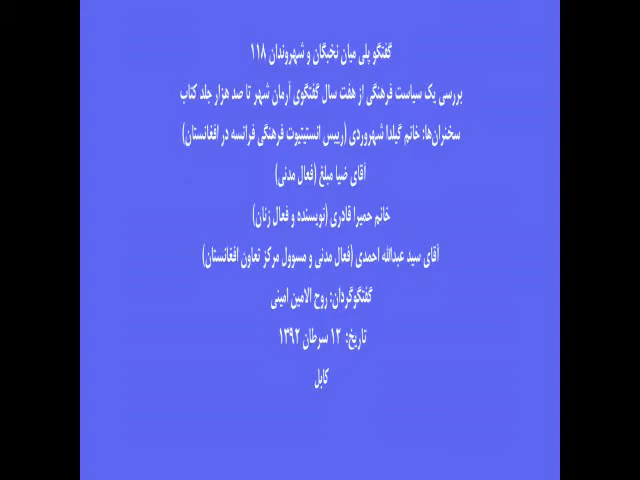 گفتگو پلی میان نخبگان و شهروندان ۱۱۸
بررسی یک سیاست فرهنگی از هفت سال گفتگوی آرمان شهر تا صد هزار جلد کتاب
سخنران‌ها: خانم گیلدا شهروردی (رییس انستیتیوت فرهنگی فرانسه در افغانستان)
آقای ضیا مبلغ (فعال مدنی)
خانم حمیرا قادری (نویسنده و فعال زنان)
آقای سید عبدالله احمدی (فعال مدنی و مسوول مرکز تعاون افغانستان)
گفتگوگردان: روح الامین امینی
تاریخ: ۱۲ سرطان ۱۳۹۲
کابل